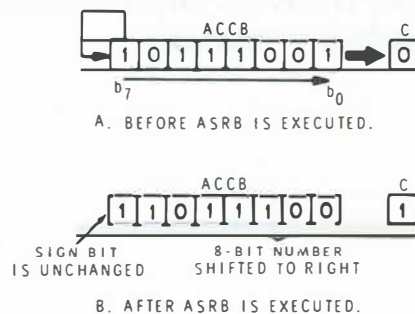 ACCB C
1 0 1 1 1 0 0 1 0
b7 b0
A. BEFORE ASRB IS EXECUTED.
ACCB C
1 1 0 1 1 1 0 0 1
SIGN BIT 8-BIT NUMBER
IS UNCHANGED SHIFTED TO RIGHT
B. AFTER ASRB IS EXECUTED.